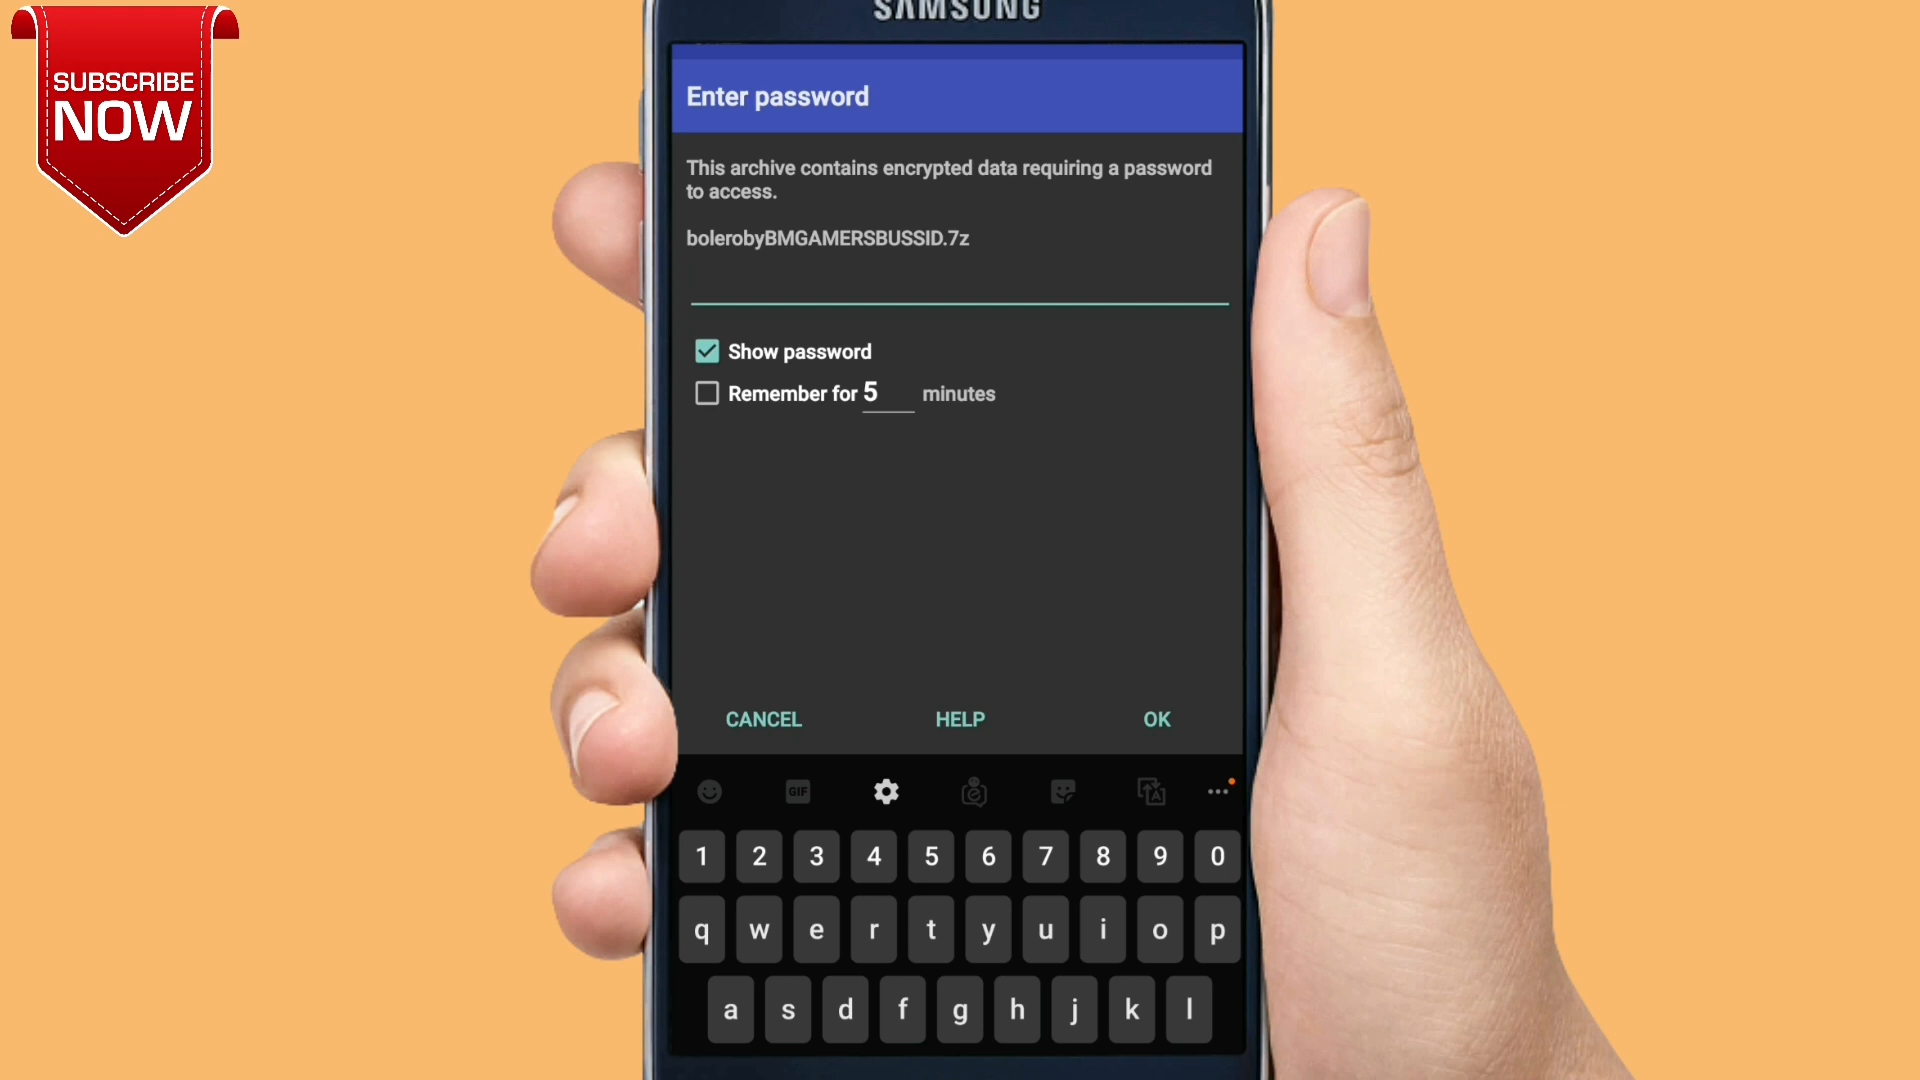 SUBSCRIBE
NOW
SAMSUNG
Enter password
This archive contains encrypted data requiring a password
to access.
bolerobyBMGAMERSBUSSID.7z
Show password
Remember for 5 minutes
CANCEL HELP OK
GIF
1 2 3 4 5 6 7 8 9 0
q w e r t y u i o p
a s d f g h j k l